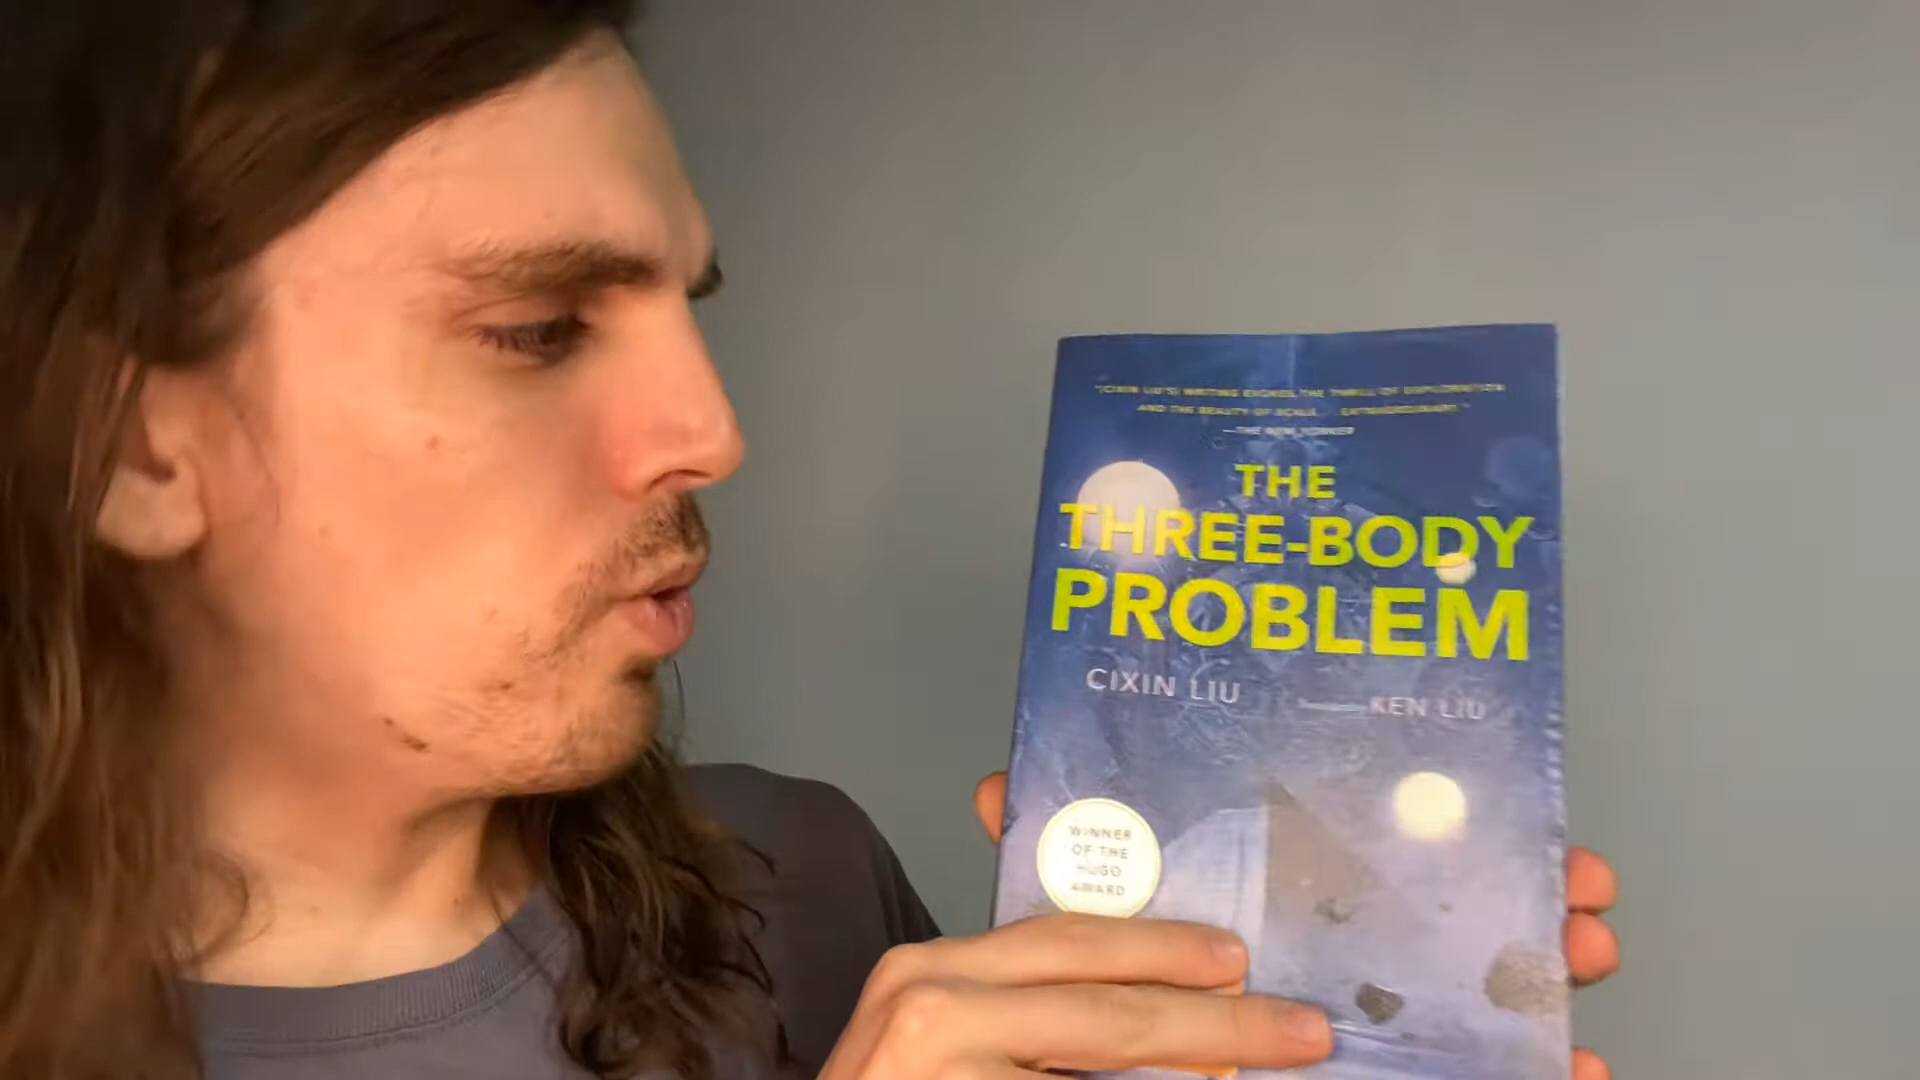 "[CIXIN LIU'S] WRITING EVOKES THE THRILL OF EXPLORATION
AND THE BEAUTY OF SCALE. . . . EXTRAORDINARY."
—THE NEW YORKER
THE
THREE-BODY
PROBLEM
CIXIN LIU
KEN LIU
WINNER
OF THE
HUGO
AWARD